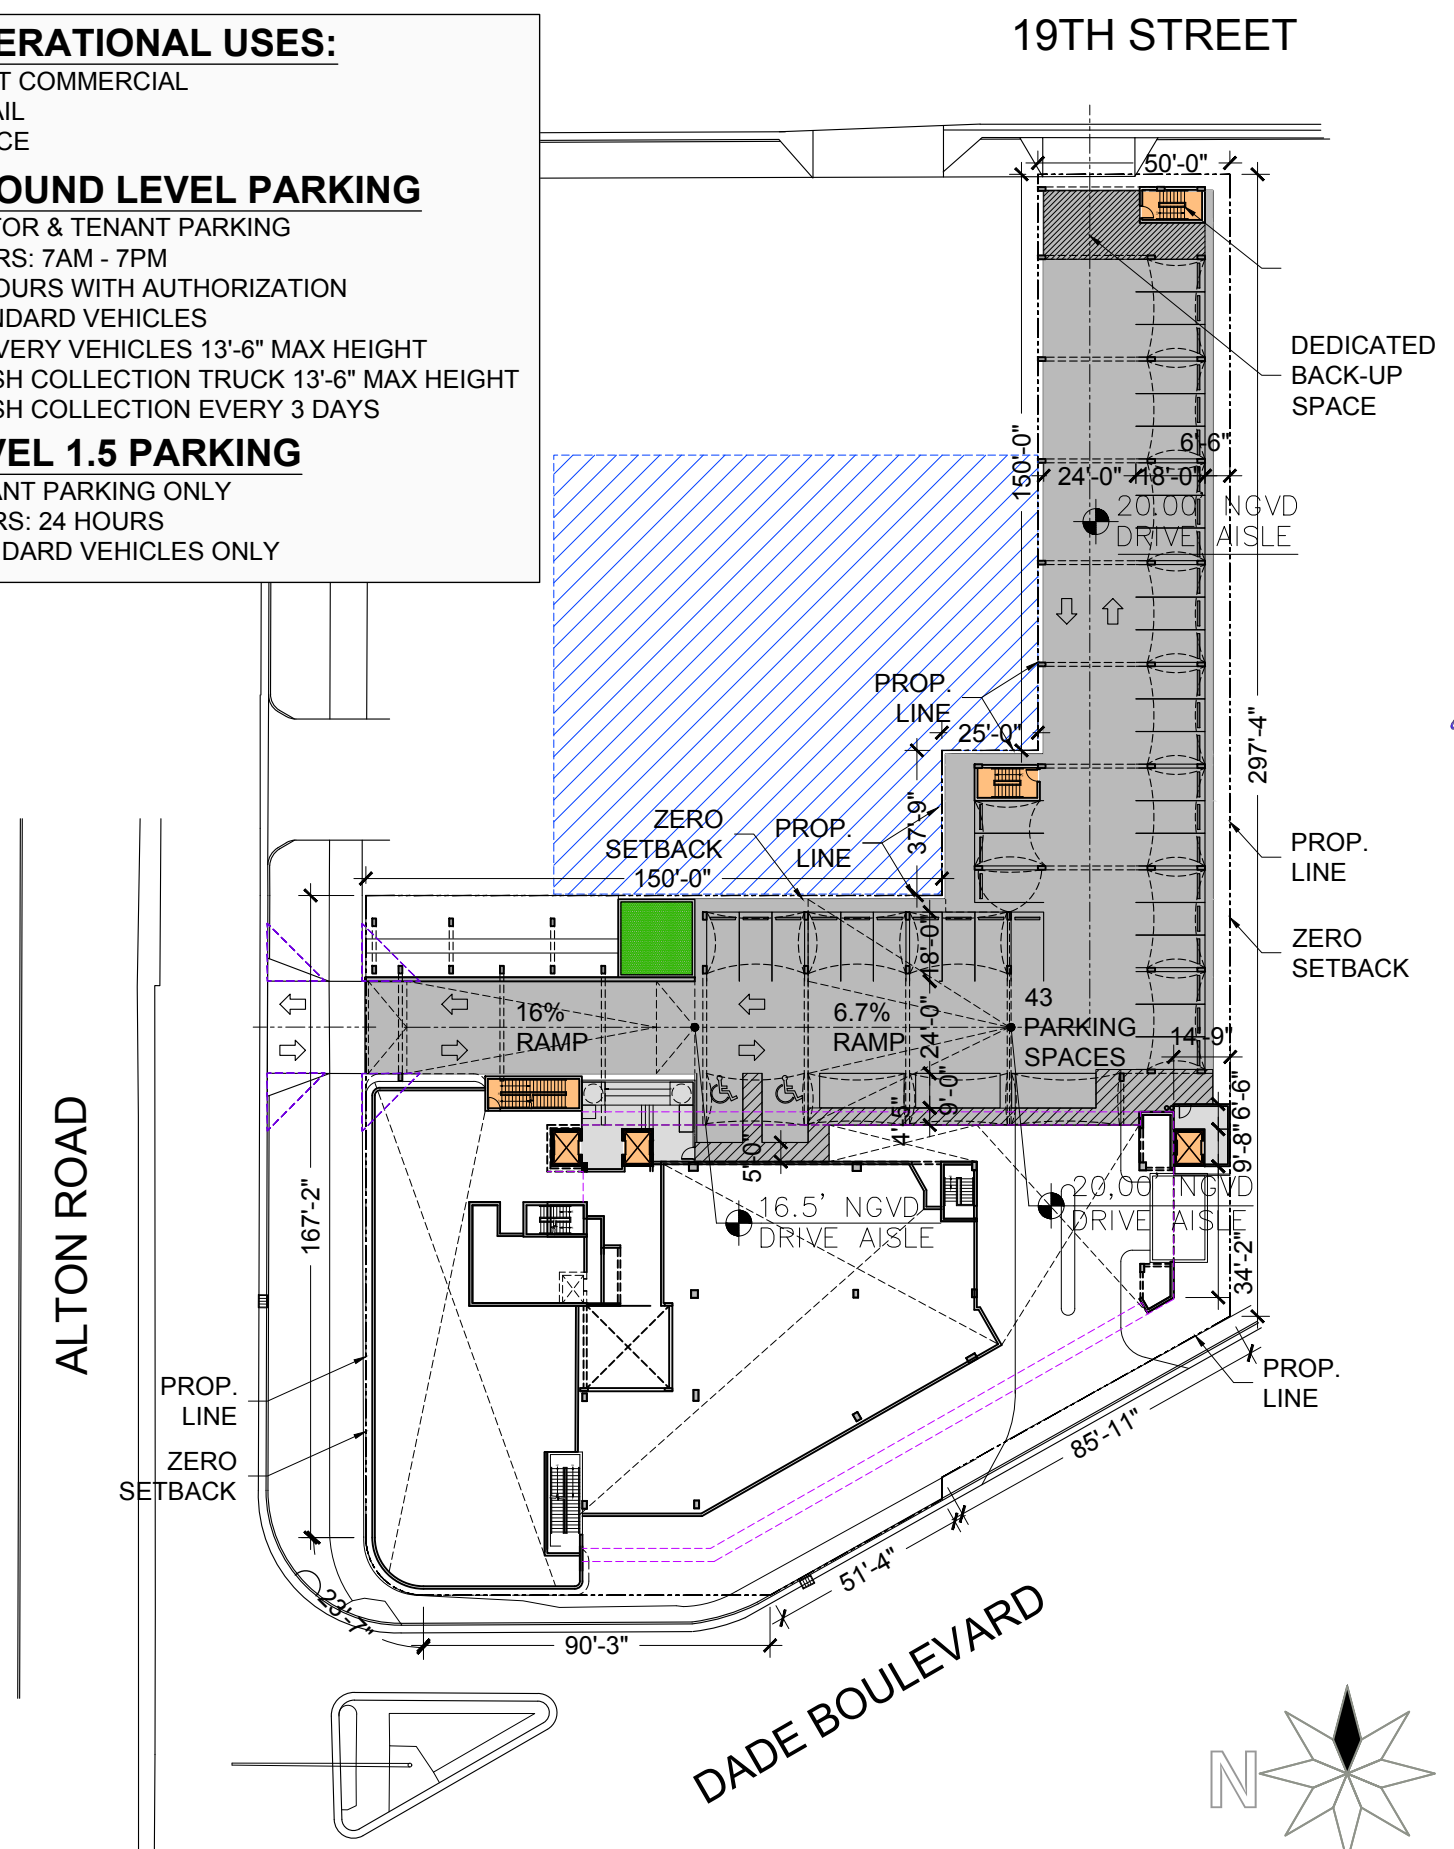 19TH STREET
ERATIONAL USES:
T COMMERCIAL
AIL
CE
OUND LEVEL PARKING
TOR & TENANT PARKING
RS: 7AM - 7PM
OURS WITH AUTHORIZATION
NDARD VEHICLES
VERY VEHICLES 13'-6" MAX HEIGHT
SH COLLECTION TRUCK 13'-6" MAX HEIGHT
SH COLLECTION EVERY 3 DAYS
VEL 1.5 PARKING
ANT PARKING ONLY
RS: 24 HOURS
NDARD VEHICLES ONLY
50'-0"
DEDICATED
BACK-UP
SPACE
150'-0"
6'-6"
24'-0"
18'-0"
20.00 NGVD
DRIVE AISLE
PROP.
LINE
25'-0"
297'-4"
37'-9"
ZERO
SETBACK
PROP.
LINE
150'-0"
PROP.
LINE
ZERO
SETBACK
18'-0"
16%
RAMP
6.7%
RAMP
24'-0"
43
PARKING
SPACES
14'-9"
9'-0"
6'-6"
4'-5"
5'-0"
9'-8"
167'-2"
16.5' NGVD
DRIVE AISLE
20,00 NGVD
DRIVE AISLE
34'-2"
ALTON ROAD
PROP.
LINE
ZERO
SETBACK
PROP.
LINE
85'-11"
51'-4"
23'-7"
90'-3"
DADE BOULEVARD
N